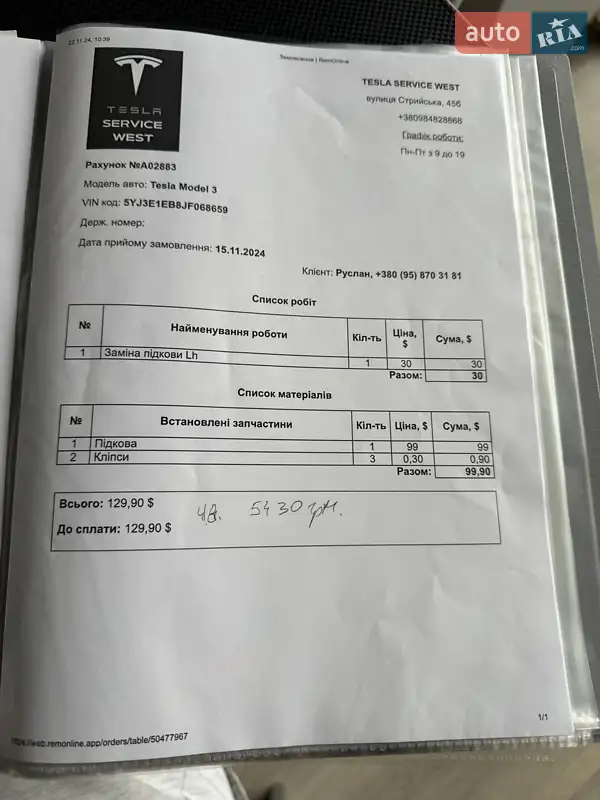 auto RIA .com
22.11.24, 10:39
Замовлення | RemOnline
TESLA
SERVICE
WEST
TESLA SERVICE WEST
вулиця Стрийська, 45б
+380984828868
Графік роботи:
Пн-Пт з 9 до 19
Рахунок №A02883
Модель авто: Tesla Model 3
VIN код: 5YJ3E1EB8JF068659
Держ. номер:
Дата прийому замовлення: 15.11.2024
Клієнт: Руслан, +380 (95) 870 31 81
Список робіт
№ Найменування роботи Кіл-ть Ціна, $ Сума, $
1 Заміна підкови Lh 1 30 30
Разом: 30
Список матеріалів
№ Встановлені запчастини Кіл-ть Ціна, $ Сума, $
1 Підкова 1 99 99
2 Кліпси 3 0,30 0,90
Разом: 99,90
Всього: 129,90 $
5430 грн.
До сплати: 129,90 $
1/1
https://web.remonline.app/orders/table/50477967